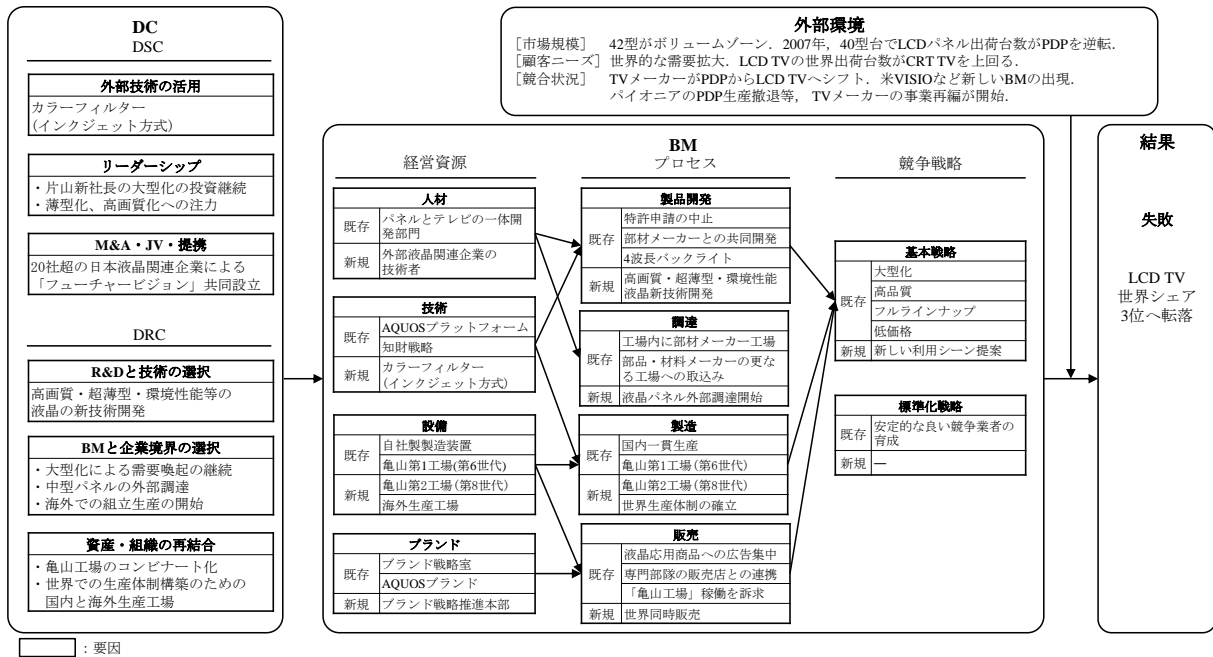 DC
DSC
外部技術の活用
カラーフィルター
(インクジェット方式)
リーダーシップ
・片山新社長の大型化の投資継続
・薄型化、高画質化への注力
M&A・JV・提携
20社超の日本液晶関連企業による
「フューチャービジョン」共同設立
DRC
R&Dと技術の選択
高画質・超薄型・環境性能等の
液晶の新技術開発
BMと企業境界の選択
・大型化による需要喚起の継続
・中型パネルの外部調達
・海外での組立生産の開始
資産・組織の再結合
・亀山工場のコンビナート化
・世界での生産体制構築のための
国内と海外生産工場
：要因
外部環境
［市場規模］ 42型がボリュームゾーン．2007年，40型台でLCDパネル出荷台数がPDPを逆転．
［顧客ニーズ］ 世界的な需要拡大．LCD TVの世界出荷台数がCRT TVを上回る．
［競合状況］ TVメーカーがPDPからLCD TVへシフト．米VISIOなど新しいBMの出現．
パイオニアのPDP生産撤退等，TVメーカーの事業再編が開始．
BM
経営資源
人材
既存 パネルとテレビの一体開
発部門
新規 外部液晶関連企業の
技術者
技術
既存 AQUOSプラットフォーム
知財戦略
新規 カラーフィルター
(インクジェット方式)
設備
既存 自社製製造装置
亀山第1工場(第6世代)
新規 亀山第2工場(第8世代)
海外生産工場
ブランド
既存 ブランド戦略室
AQUOSブランド
新規 ブランド戦略推進本部
プロセス
製品開発
既存 特許申請の中止
部材メーカーとの共同開発
4波長バックライト
新規 高画質・超薄型・環境性能
液晶新技術開発
調達
既存 工場内に部材メーカー工場
部品・材料メーカーの更な
る工場への取込み
新規 液晶パネル外部調達開始
製造
既存 国内一貫生産
亀山第1工場(第6世代)
新規 亀山第2工場(第8世代)
世界生産体制の確立
販売
既存 液晶応用商品への広告集中
専門部隊の販売店との連携
「亀山工場」稼働を訴求
新規 世界同時販売
競争戦略
基本戦略
既存 大型化
高品質
フルラインナップ
低価格
新規 新しい利用シーン提案
標準化戦略
既存 安定的な良い競争業者の
育成
新規 ―
結果
失敗
LCD TV
世界シェア
3位へ転落